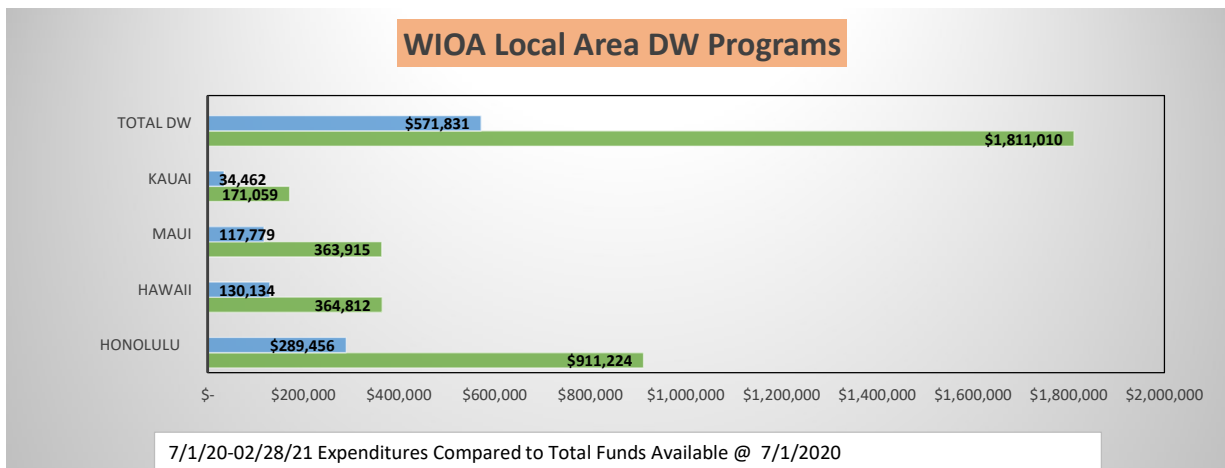 WIOA Local Area DW Programs
TOTAL DW
$571,831
$1,811,010
KAUAI
34,462
171,059
MAUI
117,779
363,915
HAWAII
130,134
364,812
HONOLULU
$289,456
$911,224
$- $200,000 $400,000 $600,000 $800,000 $1,000,000 $1,200,000 $1,400,000 $1,600,000 $1,800,000 $2,000,000
7/1/20-02/28/21 Expenditures Compared to Total Funds Available @ 7/1/2020